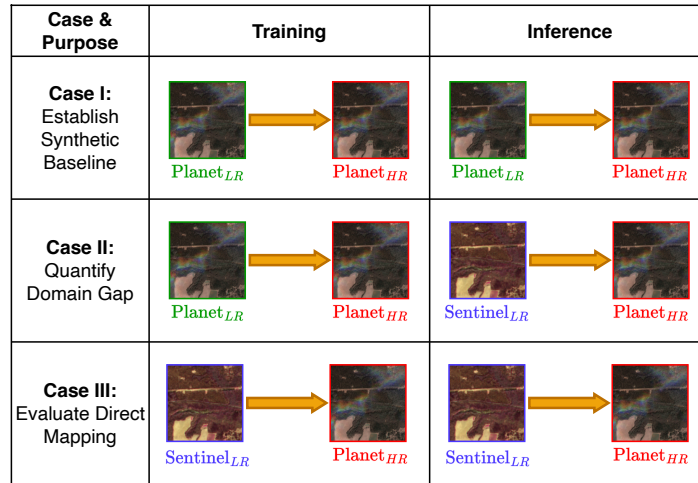 Case &
Purpose
Training
Inference
Case I:
Establish
Synthetic
Baseline
Planet_LR
Planet_HR
Planet_LR
Planet_HR
Case II:
Quantify
Domain Gap
Planet_LR
Planet_HR
Sentinel_LR
Planet_HR
Case III:
Evaluate Direct
Mapping
Sentinel_LR
Planet_HR
Sentinel_LR
Planet_HR